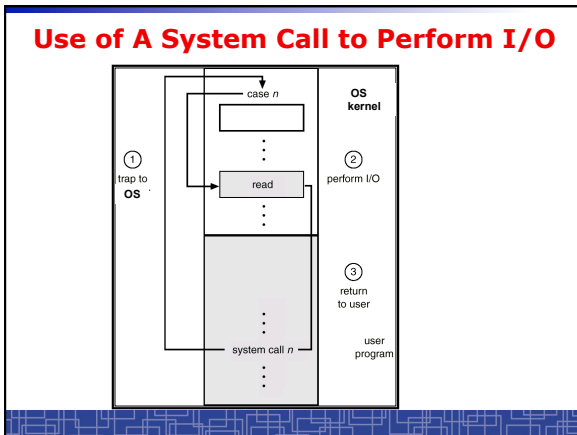 Use of A System Call to Perform I/O
case n
OS
kernel
1
trap to
OS
2
perform I/O
read
3
return
to user
user
program
system call n